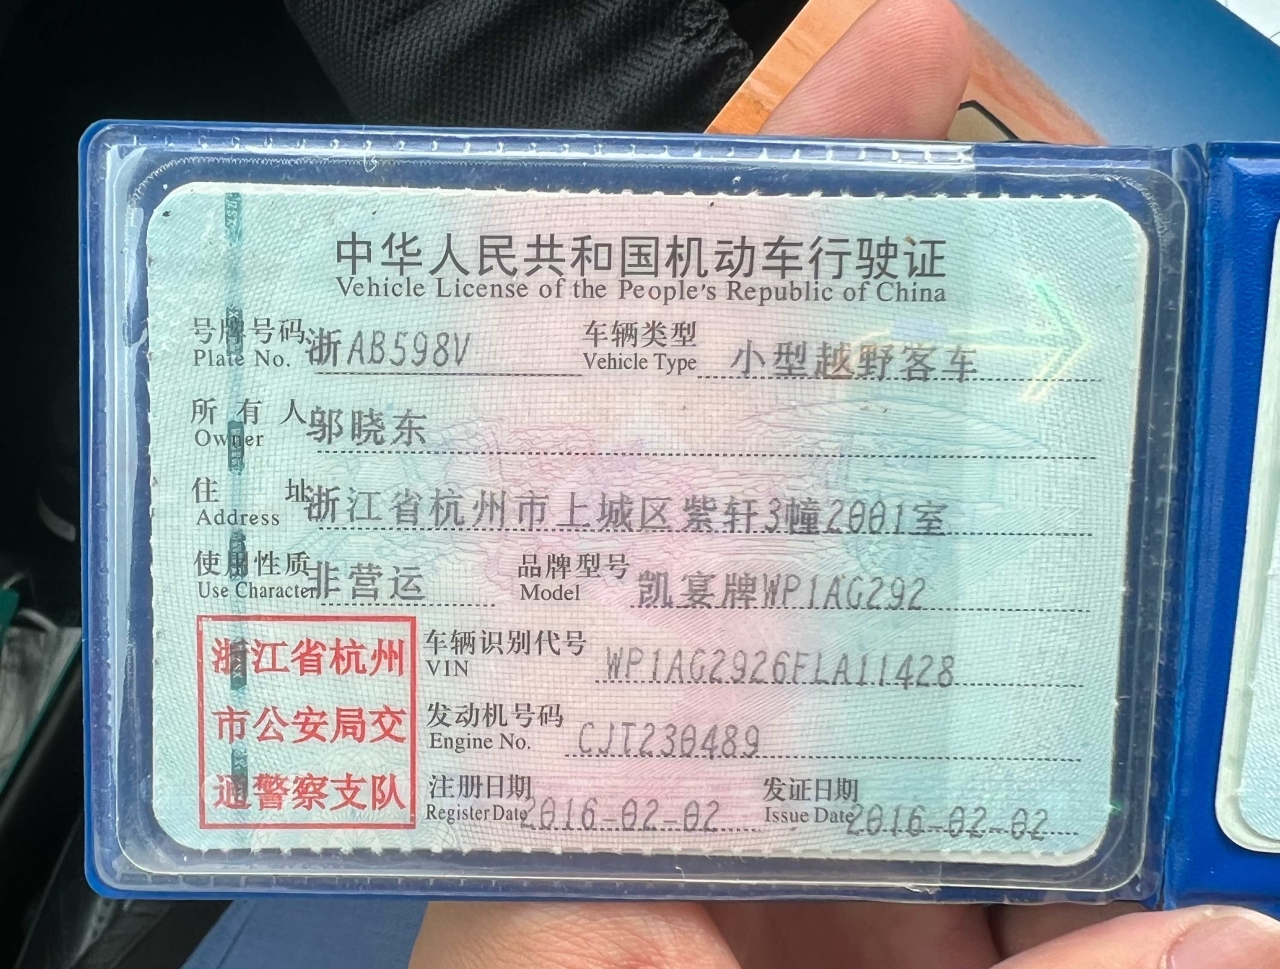 中华人民共和国机动车行驶证
Vehicle License of the People's Republic of China
号牌号码 浙AB598V 车辆类型 小型越野客车
Plate No. Vehicle Type
所有人 邬晓东
Owner
住址 浙江省杭州市上城区紫轩3幢2001室
Address
使用性质 非营运 品牌型号 凯宴牌WP1AG292
Use Character Model
车辆识别代号 WP1AG2926FLA11428
VIN
发动机号码 CJT230489
Engine No.
注册日期 2016-02-02 发证日期 2016-02-02
Register Date Issue Date
浙江省杭州
市公安局交
通警察支队